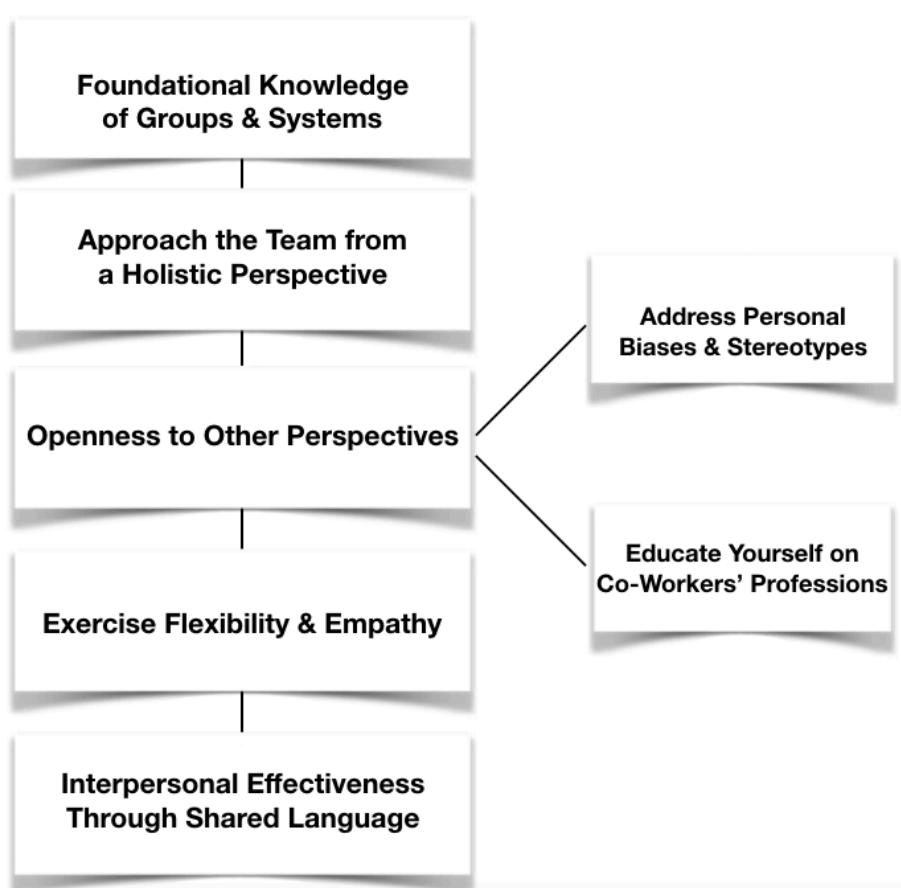 Foundational Knowledge
of Groups & Systems
Approach the Team from
a Holistic Perspective
Openness to Other Perspectives
Address Personal
Biases & Stereotypes
Educate Yourself on
Co-Workers’ Professions
Exercise Flexibility & Empathy
Interpersonal Effectiveness
Through Shared Language